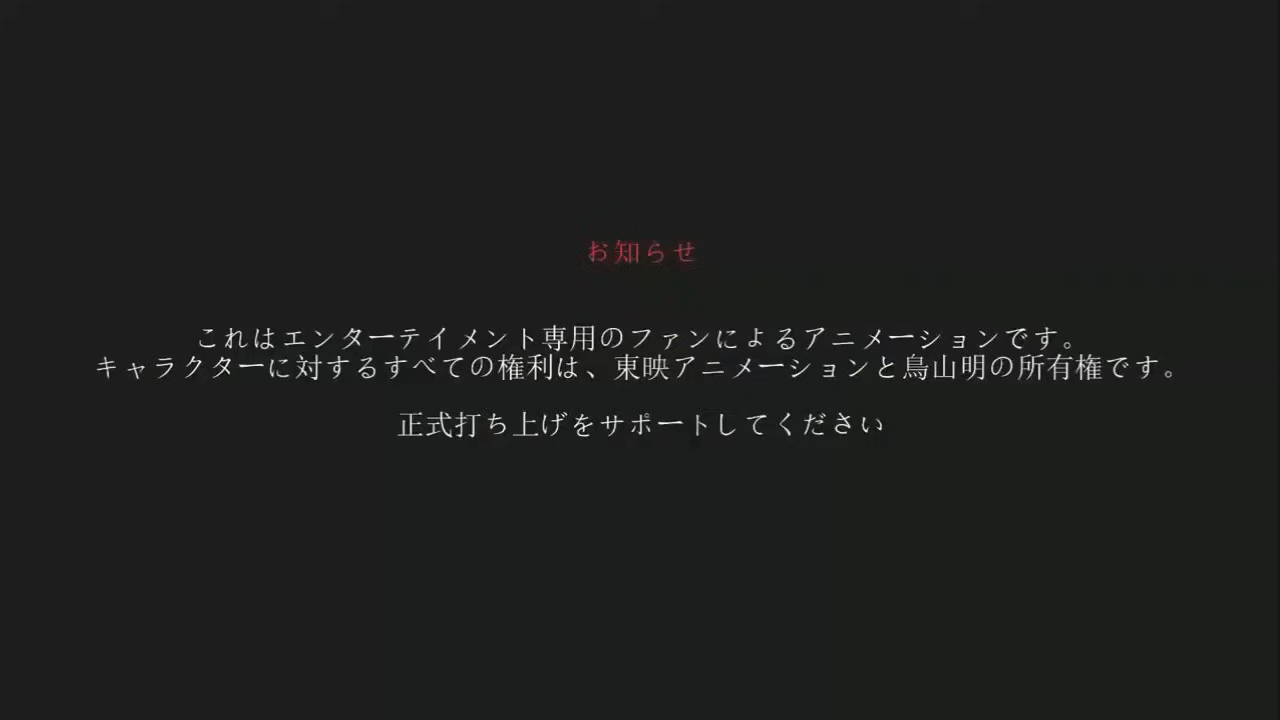 お知らせ
これはエンターテイメント専用のファンによるアニメーションです。
キャラクターに対するすべての権利は、東映アニメーションと鳥山明の所有権です。
正式打ち上げをサポートしてください